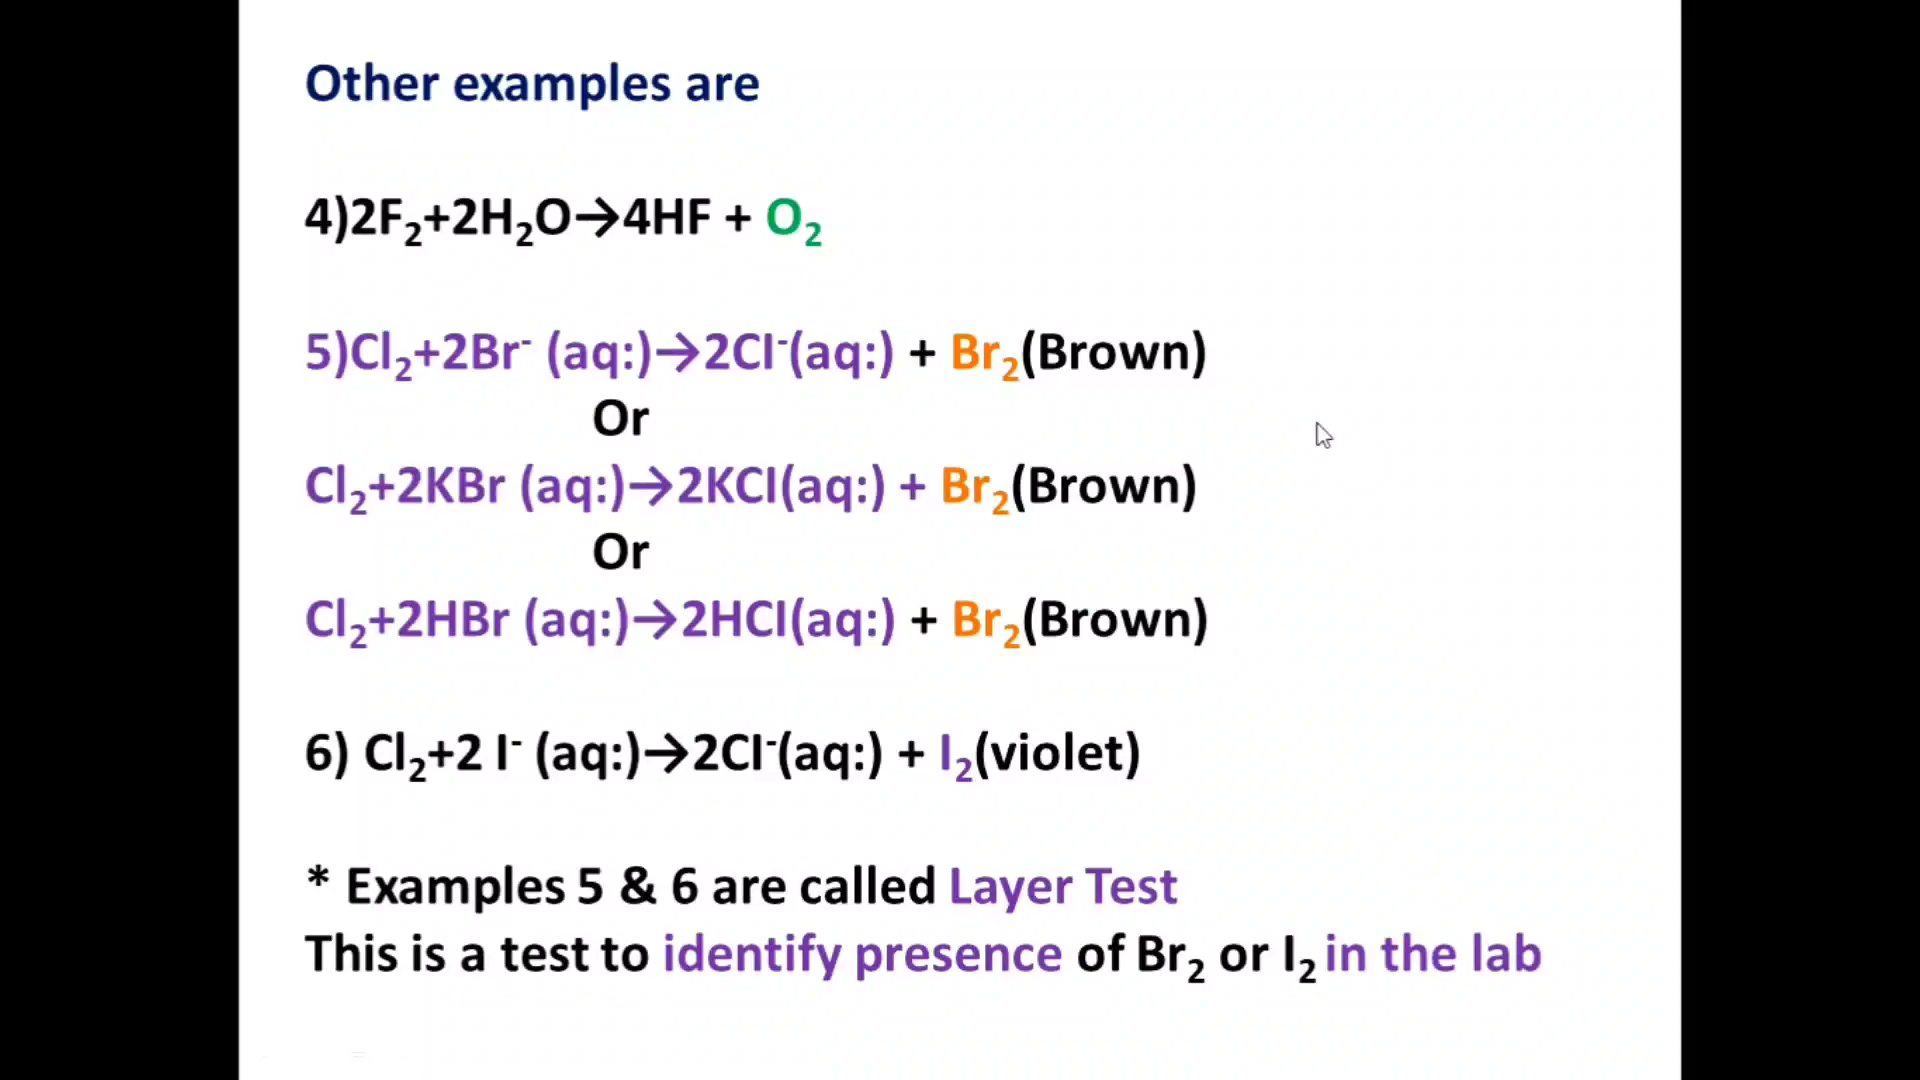 Other examples are
4)2F₂+2H₂O→4HF + O₂
5)Cl₂+2Br⁻ (aq:)→2Cl⁻(aq:) + Br₂(Brown)
Or
Cl₂+2KBr (aq:)→2KCl(aq:) + Br₂(Brown)
Or
Cl₂+2HBr (aq:)→2HCl(aq:) + Br₂(Brown)
6) Cl₂+2 I⁻ (aq:)→2Cl⁻(aq:) + I₂(violet)
* Examples 5 & 6 are called Layer Test
This is a test to identify presence of Br₂ or I₂ in the lab